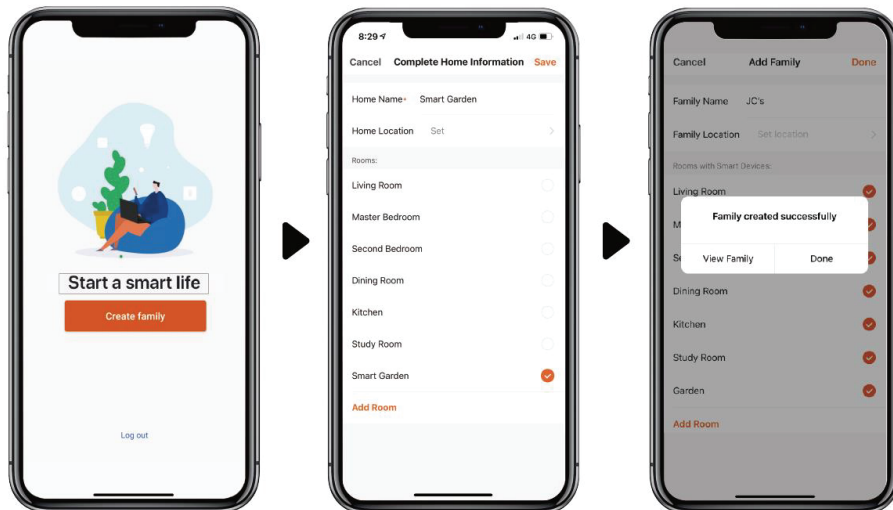 Start a smart life
Create family
Log out
8:29 4G
Cancel Complete Home Information Save
Home Name* Smart Garden
Home Location Set
Rooms:
Living Room
Master Bedroom
Second Bedroom
Dining Room
Kitchen
Study Room
Smart Garden
Add Room
Cancel Add Family Done
Family Name JC's
Family Location Set location
Rooms with Smart Devices:
Living Room
M
Se
Family created successfully
View Family Done
Dining Room
Kitchen
Study Room
Garden
Add Room